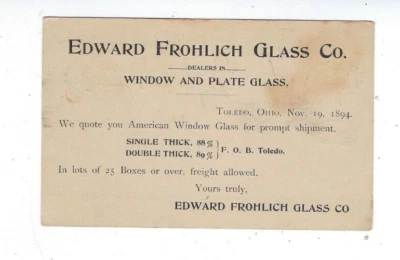 EDWARD FROHLICH GLASS CO.
DEALERS IN
WINDOW AND PLATE GLASS.
TOLEDO, OHIO, NOV. 19, 1894.
We quote you American Window Glass for prompt shipment.
SINGLE THICK, 88%
DOUBLE THICK, 89% } F. O. B. Toledo.
In lots of 25 Boxes or over, freight allowed.
Yours truly,
EDWARD FROHLICH GLASS CO